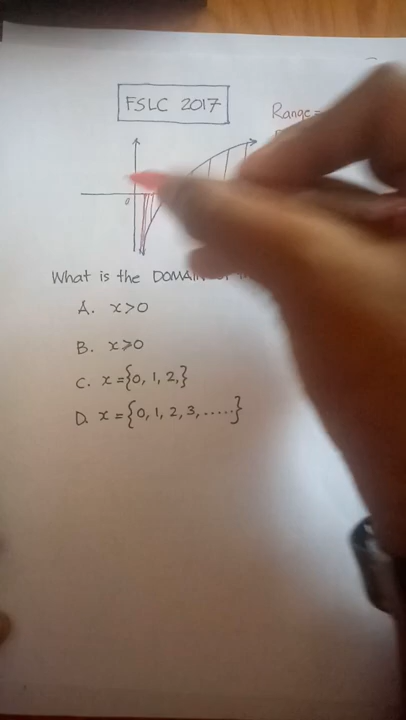 FSLC 2017
Range =
0
What is the DOMAIN
A. x>0
B. x⩾0
C. x={0, 1, 2,}
D. x={0, 1, 2, 3, .....}